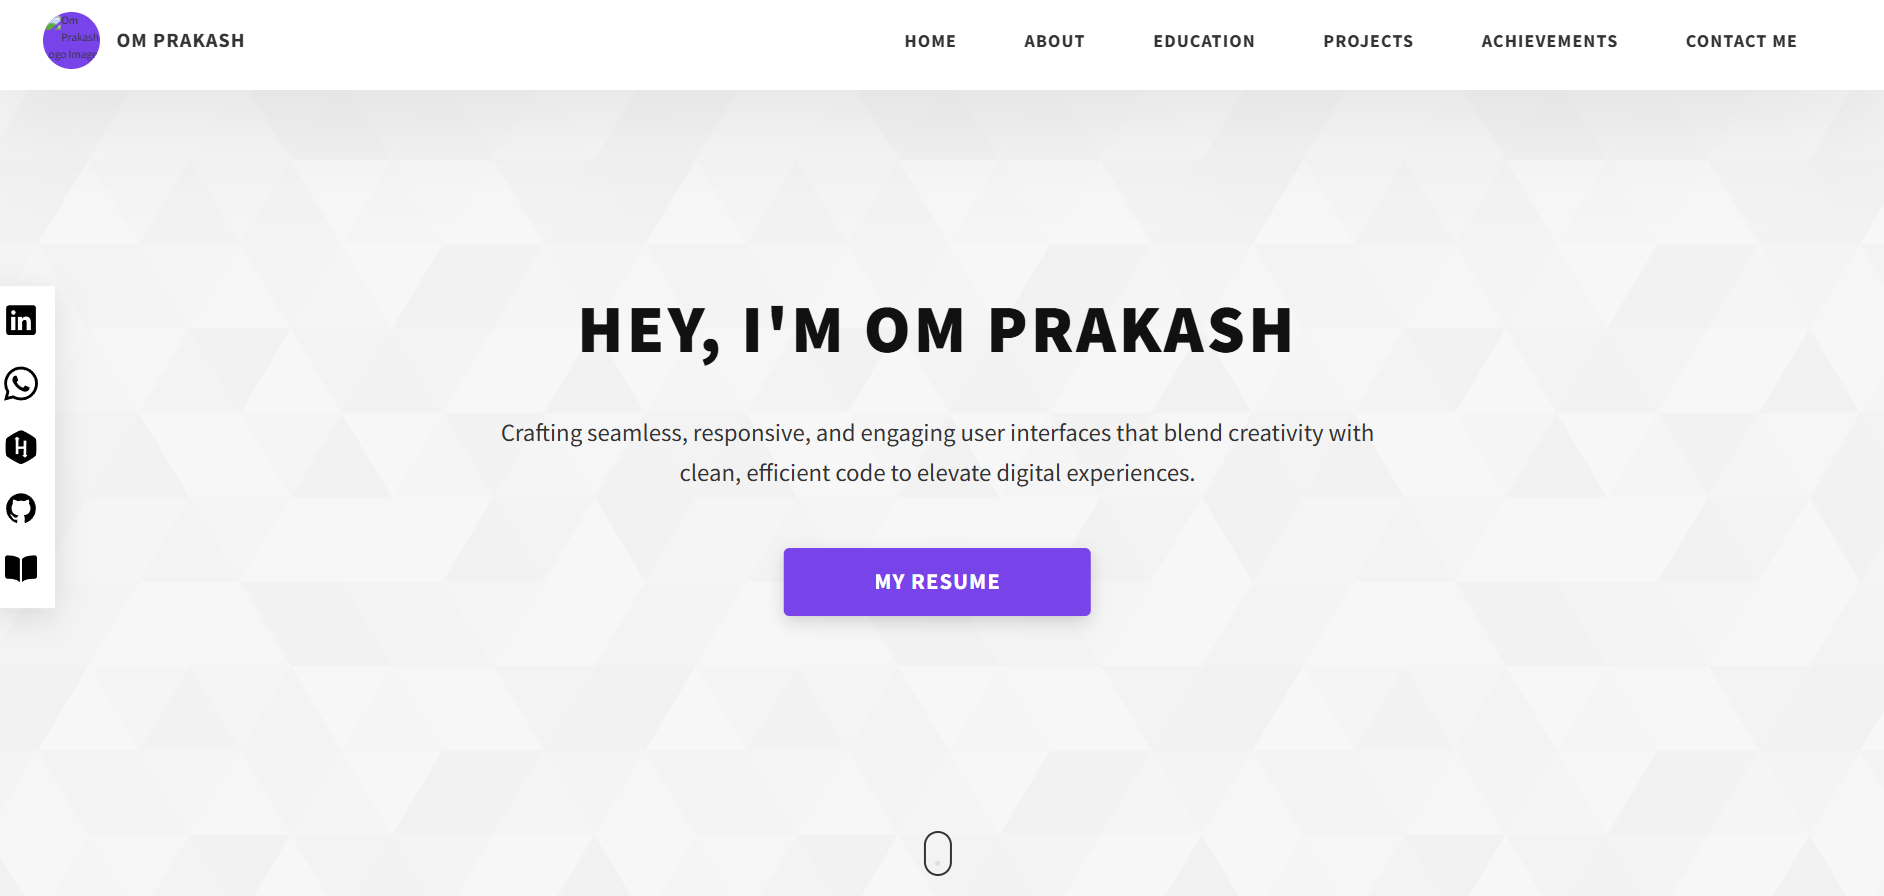 Om
Prakash
ogo Image
OM PRAKASH
HOME
ABOUT
EDUCATION
PROJECTS
ACHIEVEMENTS
CONTACT ME
HEY, I'M OM PRAKASH
in
H
Crafting seamless, responsive, and engaging user interfaces that blend creativity with
clean, efficient code to elevate digital experiences.
MY RESUME